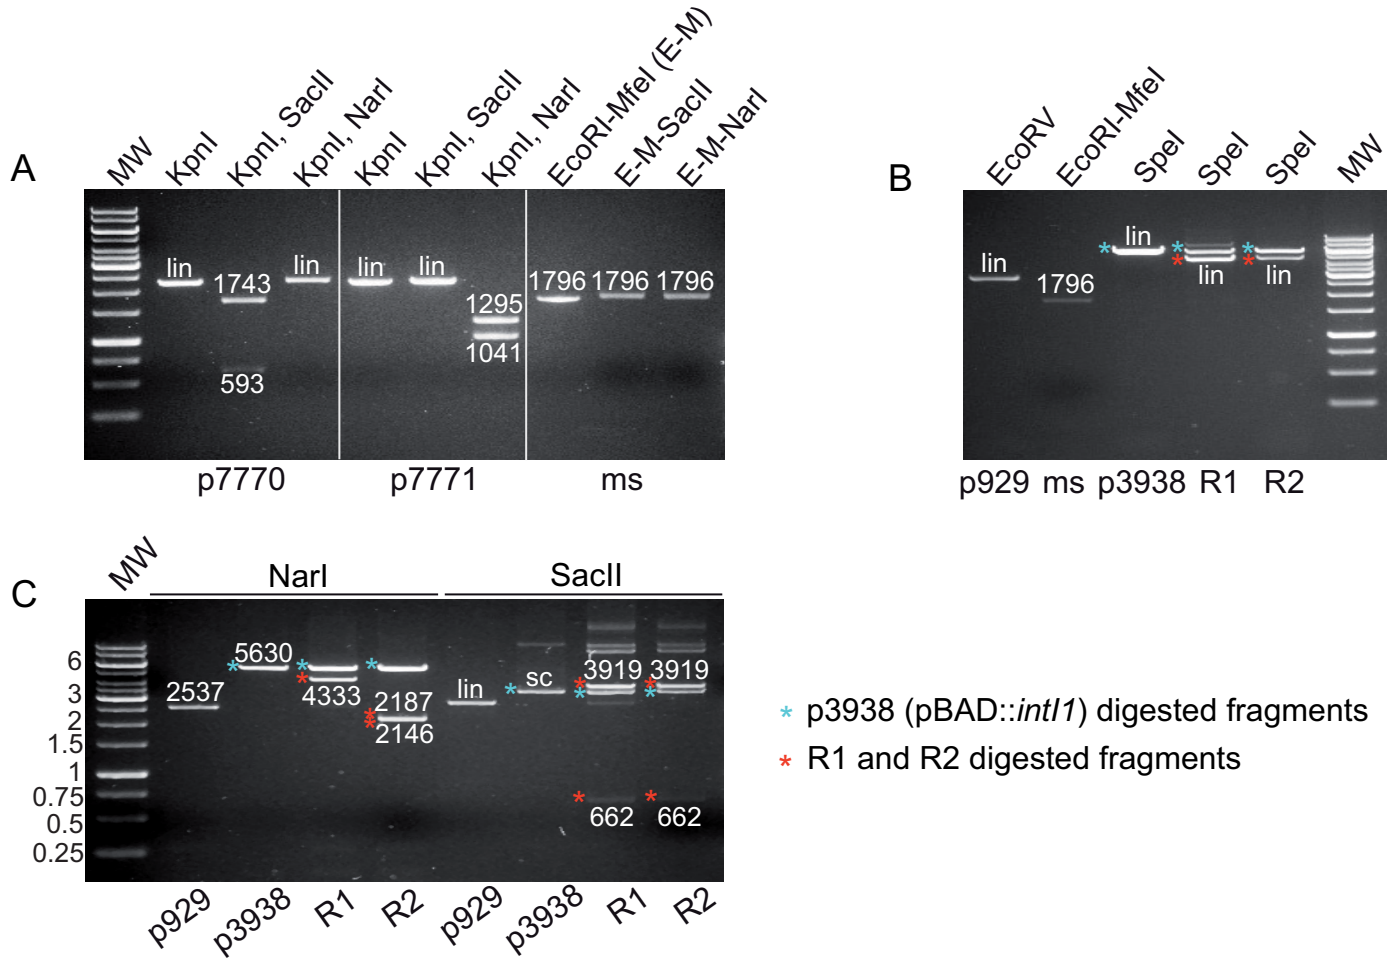 A
MW
KpnI
KpnI, SacII
KpnI, NarI
KpnI
KpnI, SacII
KpnI, NarI
EcoRI-MfeI (E-M)
E-M-SacII
E-M-NarI
lin
1743
593
lin
lin
lin
1295
1041
1796
1796
1796
p7770
p7771
ms
B
EcoRV
EcoRI-MfeI
SpeI
SpeI
SpeI
MW
lin
1796
* lin
*
* lin
*
* lin
p929 ms p3938 R1 R2
C
MW
NarI
SacII
6
3
2
1.5
1
0.75
0.5
0.25
2537
* 5630
*
* 4333
*
* 2187
* 2146
lin
* sc
* 3919
*
* 662
* 3919
*
* 662
p929
p3938
R1
R2
p929
p3938
R1
R2
* p3938 (pBAD::intI1) digested fragments
* R1 and R2 digested fragments